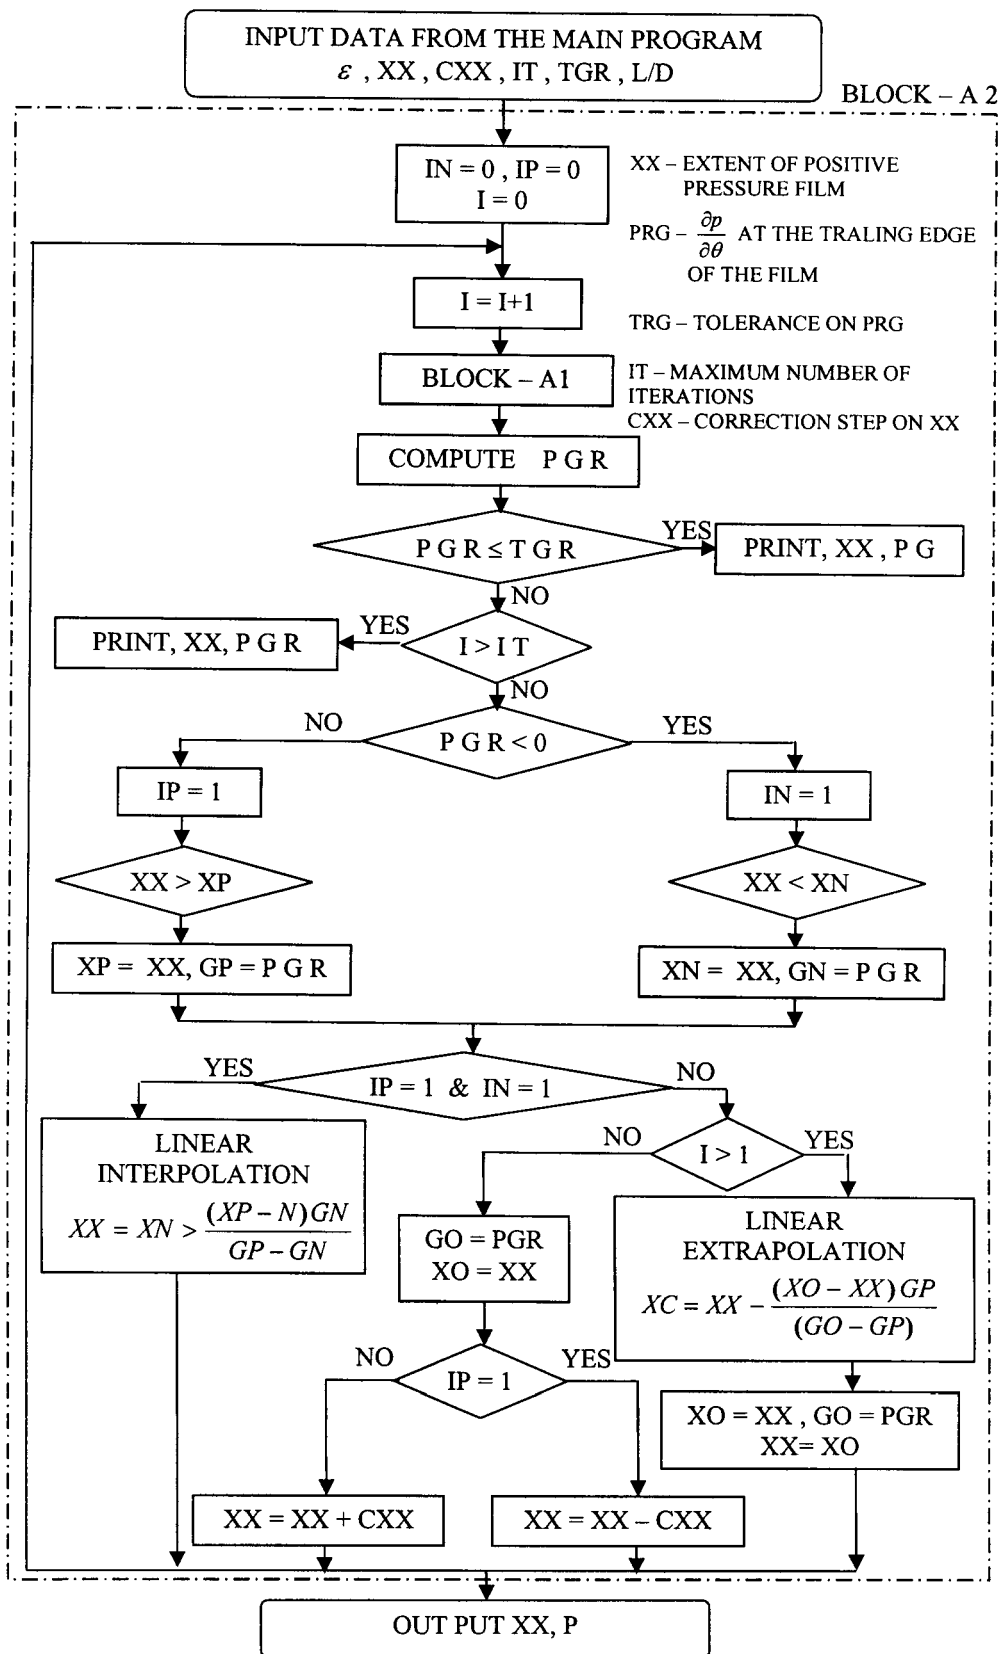 INPUT DATA FROM THE MAIN PROGRAM
ε , XX , CXX , IT , TGR , L/D
BLOCK – A 2
IN = 0 , IP = 0
I = 0
XX – EXTENT OF POSITIVE
PRESSURE FILM
PRG – ∂p/∂θ AT THE TRALING EDGE
OF THE FILM
I = I+1
TRG – TOLERANCE ON PRG
BLOCK – A1
IT – MAXIMUM NUMBER OF
ITERATIONS
CXX – CORRECTION STEP ON XX
COMPUTE P G R
P G R ≤ T G R
YES
PRINT, XX , P G
NO
I > I T
YES
PRINT, XX, P G R
NO
P G R < 0
NO
YES
IP = 1
IN = 1
XX > XP
XX < XN
XP = XX, GP = P G R
XN = XX, GN = P G R
IP = 1 & IN = 1
YES
NO
LINEAR
INTERPOLATION
XX = XN > (XP – N)GN / GP – GN
I > 1
NO
YES
GO = PGR
XO = XX
LINEAR
EXTRAPOLATION
XC = XX - (XO – XX)GP / (GO – GP)
IP = 1
NO
YES
XO = XX , GO = PGR
XX= XO
XX = XX + CXX
XX = XX – CXX
OUT PUT XX, P